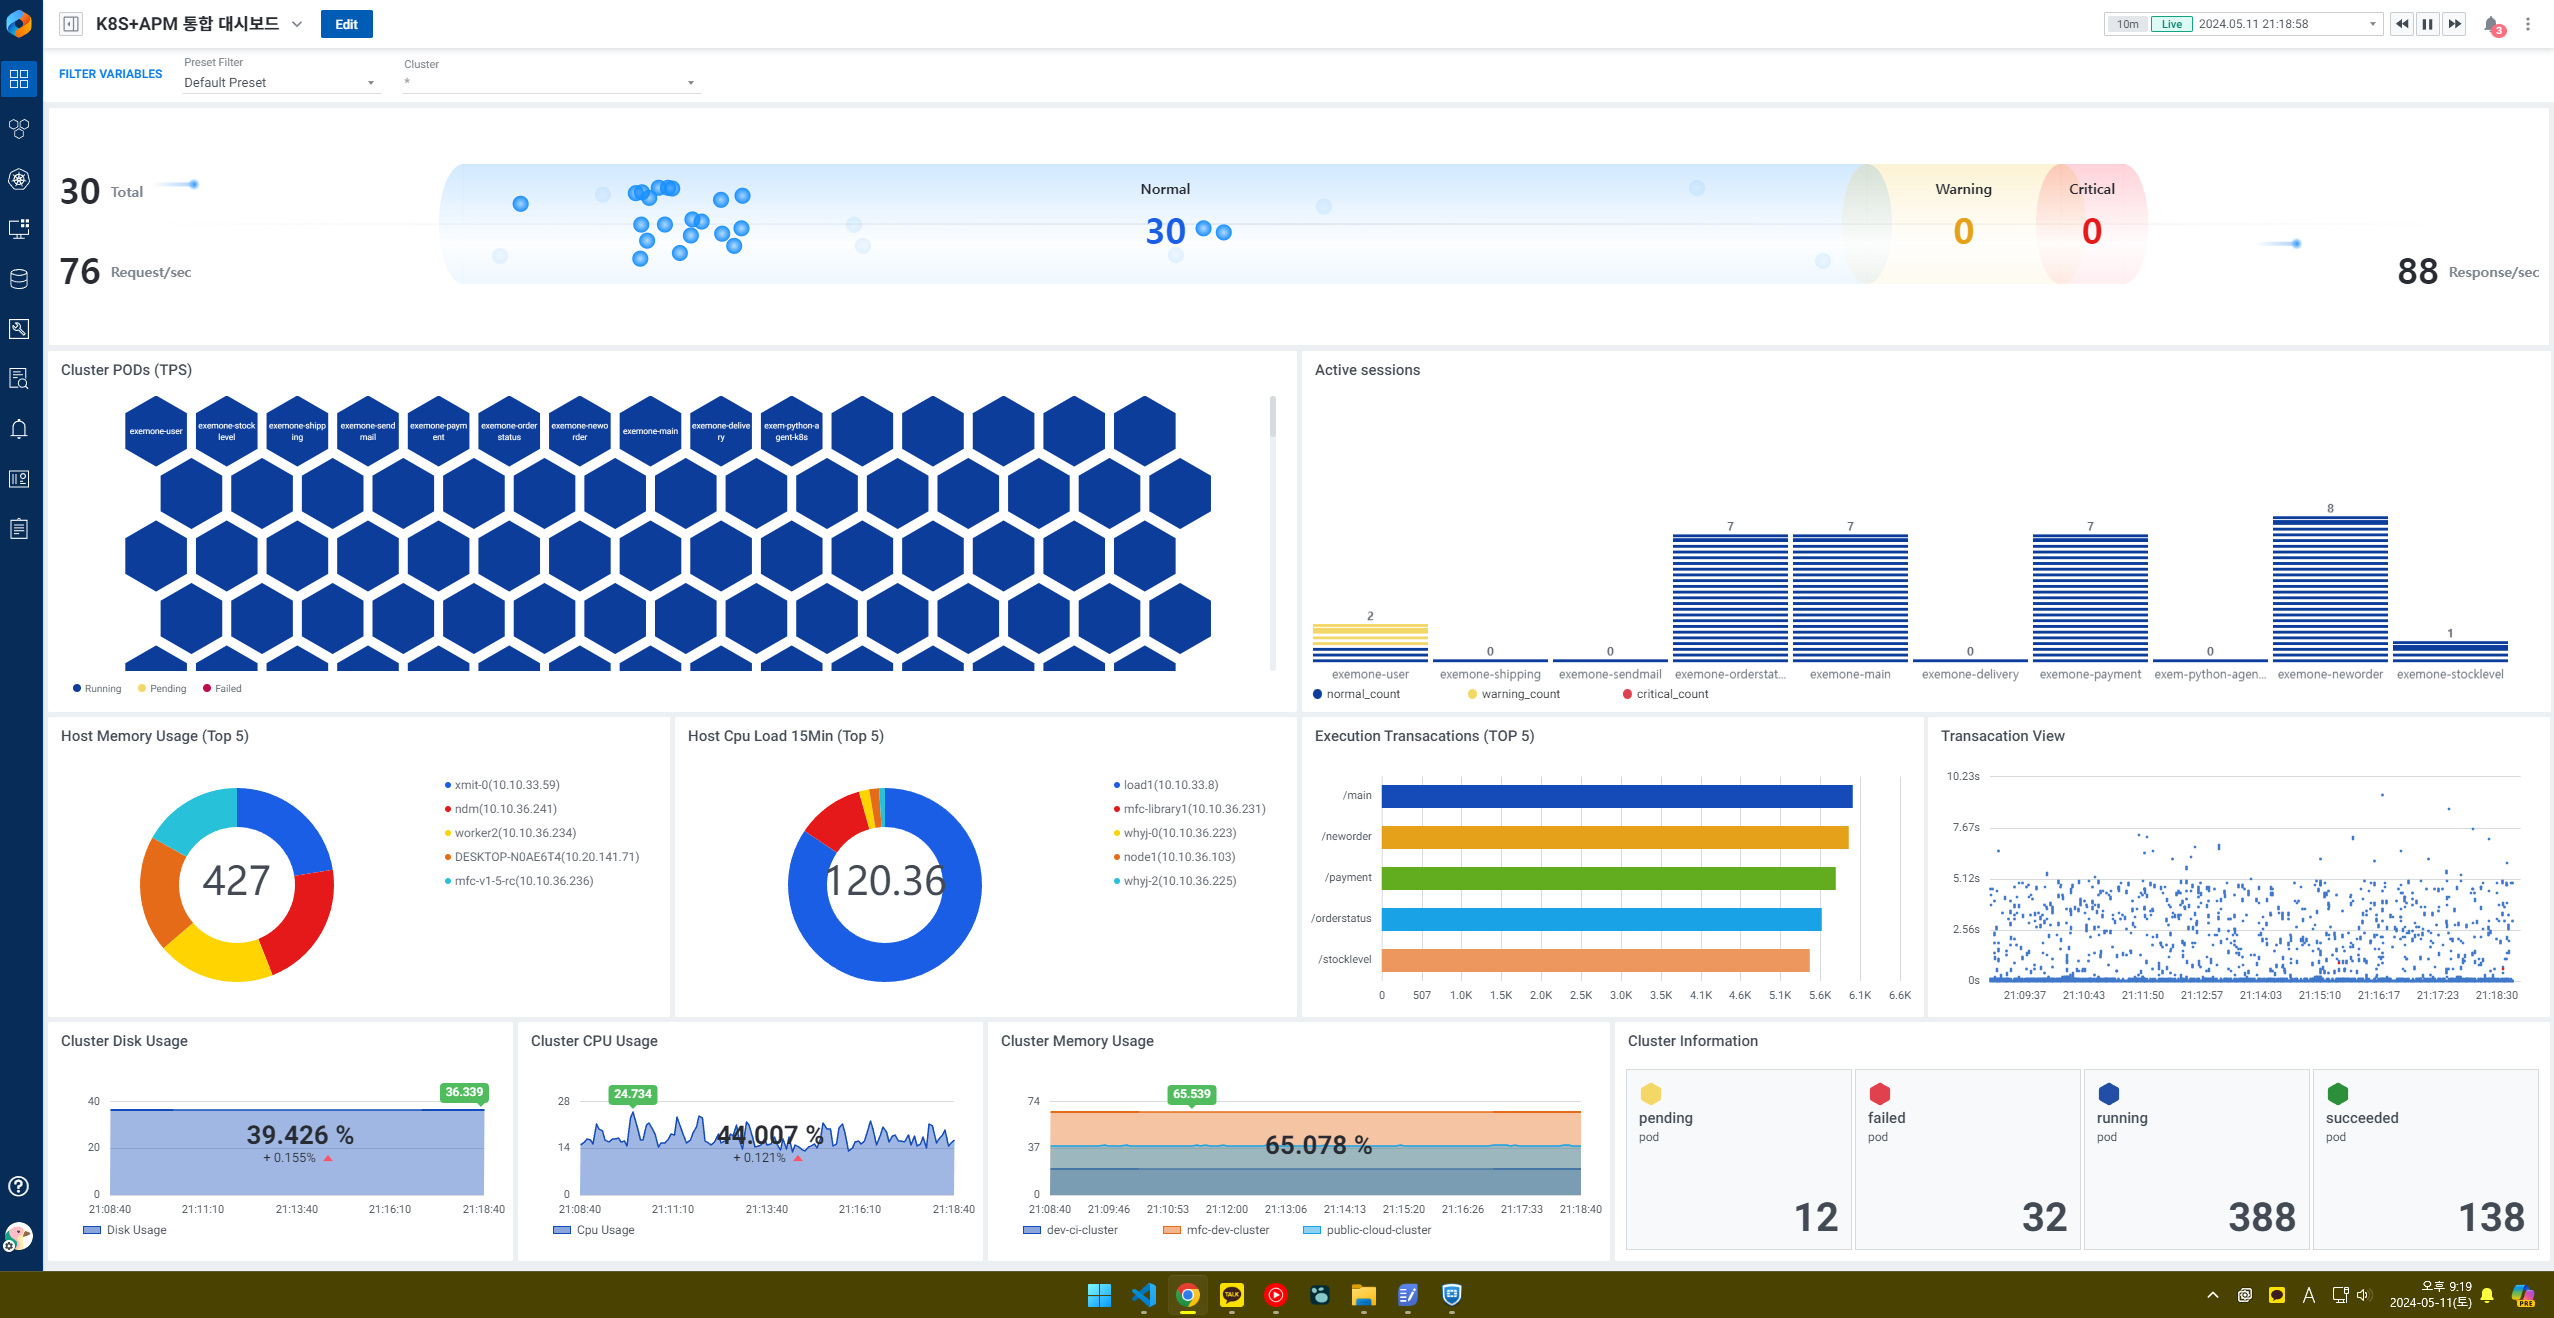 K8S+APM 통합 대시보드
Edit
10m Live 2024.05.11 21:18:58
3
FILTER VARIABLES
Preset Filter
Default Preset
Cluster
*
30 Total
76 Request/sec
Normal
30
Warning
0
Critical
0
88 Response/sec
Cluster PODs (TPS)
exemone-user
exemone-stock
level
exemone-shipp
ing
exemone-send
mail
exemone-paym
ent
exemone-order
status
exemone-newo
rder
exemone-main
exemone-delive
ry
exem-python-a
gent-k8s
Running Pending Failed
Active sessions
2
0
0
7
7
0
7
0
8
1
exemone-user exemone-shipping exemone-sendmail exemone-orderstat... exemone-main exemone-delivery exemone-payment exem-python-agen... exemone-neworder exemone-stocklevel
normal_count warning_count critical_count
Host Memory Usage (Top 5)
427
xmit-0(10.10.33.59)
ndm(10.10.36.241)
worker2(10.10.36.234)
DESKTOP-N0AE6T4(10.20.141.71)
mfc-v1-5-rc(10.10.36.236)
Host Cpu Load 15Min (Top 5)
120.36
load1(10.10.33.8)
mfc-library1(10.10.36.231)
whyj-0(10.10.36.223)
node1(10.10.36.103)
whyj-2(10.10.36.225)
Execution Transacations (TOP 5)
/main
/neworder
/payment
/orderstatus
/stocklevel
0 507 1.0K 1.5K 2.0K 2.5K 3.0K 3.5K 4.1K 4.6K 5.1K 5.6K 6.1K 6.6K
Transacation View
10.23s
7.67s
5.12s
2.56s
0s
21:09:37 21:10:43 21:11:50 21:12:57 21:14:03 21:15:10 21:16:17 21:17:23 21:18:30
Cluster Disk Usage
36.339
40
20
0
39.426 %
+ 0.155%
21:08:40 21:11:10 21:13:40 21:16:10 21:18:40
Disk Usage
Cluster CPU Usage
24.734
28
14
0
44.007 %
+ 0.121%
21:08:40 21:11:10 21:13:40 21:16:10 21:18:40
Cpu Usage
Cluster Memory Usage
65.539
74
37
0
65.078 %
21:08:40 21:09:46 21:10:53 21:12:00 21:13:06 21:14:13 21:15:20 21:16:26 21:17:33 21:18:40
dev-ci-cluster mfc-dev-cluster public-cloud-cluster
Cluster Information
pending
pod
12
failed
pod
32
running
pod
388
succeeded
pod
138
TALK
A
오후 9:19
2024-05-11(토)
PRE